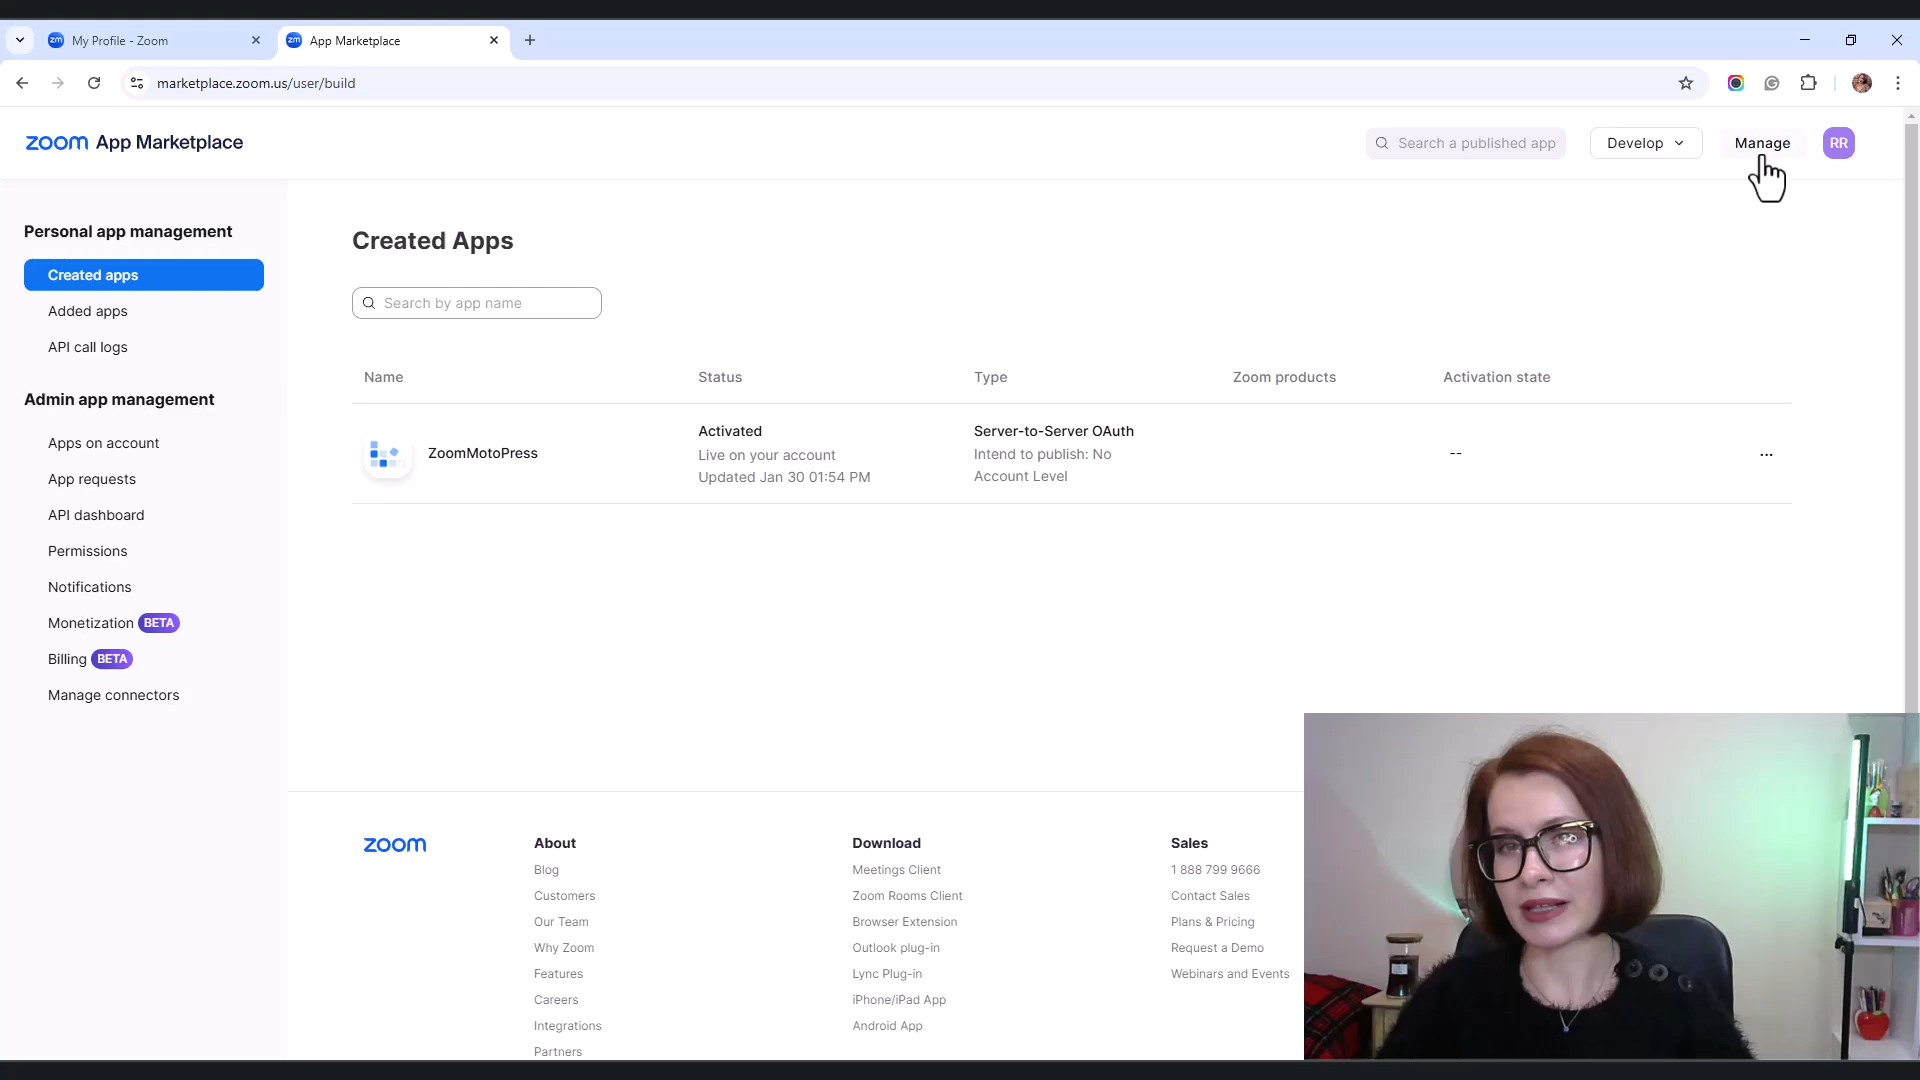 My Profile - Zoom
App Marketplace
marketplace.zoom.us/user/build
zoom App Marketplace
Search a published app
Develop
Manage
RR
Personal app management
Created apps
Added apps
API call logs
Admin app management
Apps on account
App requests
API dashboard
Permissions
Notifications
Monetization BETA
Billing BETA
Manage connectors
Created Apps
Search by app name
Name Status Type Zoom products Activation state
ZoomMotoPress
Activated
Live on your account
Updated Jan 30 01:54 PM
Server-to-Server OAuth
Intend to publish: No
Account Level
--
...
zoom
About
Blog
Customers
Our Team
Why Zoom
Features
Careers
Integrations
Partners
Download
Meetings Client
Zoom Rooms Client
Browser Extension
Outlook plug-in
Lync Plug-in
iPhone/iPad App
Android App
Sales
1 888 799 9666
Contact Sales
Plans & Pricing
Request a Demo
Webinars and Events